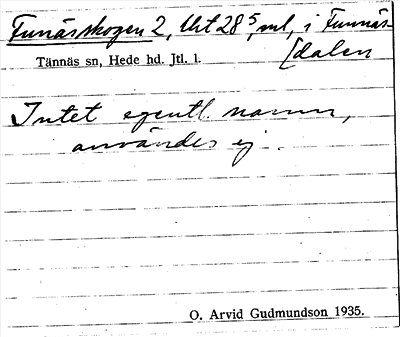 Funässkogen 2, Utt 28⁵, ml, i Funnäs-
[dalen
Tännäs sn, Hede hd. Jtl. l.
Intet egentl. namn,
användes ej.
O. Arvid Gudmundson 1935.